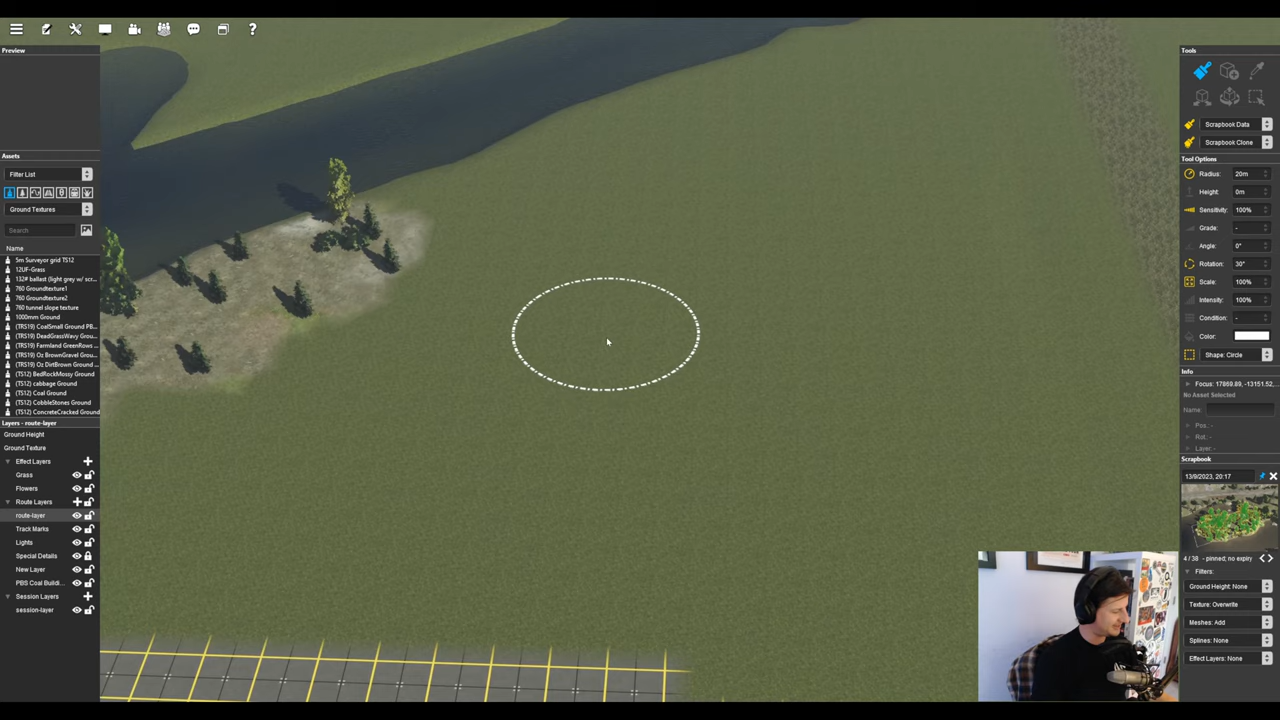 Preview
Assets
Filter List
Ground Textures
Search
Name
5m Surveyor grid TS12
12UF-Grass
132# ballast (light grey w/ scr...
760 Groundtexture1
760 Groundtexture2
760 tunnel slope texture
1000mm Ground
(TRS19) CoalSmall Ground PB...
(TRS19) DeadGrassWavy Grou...
(TRS19) Farmland GreenRows ..
(TRS19) Oz BrownGravel Grou...
(TRS19) Oz DirtBrown Ground ..
(TS12) BedRockMossy Ground
(TS12) cabbage Ground
(TS12) Coal Ground
(TS12) CobbleStones Ground
(TS12) ConcreteCracked Ground
Layers - route-layer
Ground Height
Ground Texture
Effect Layers
Grass
Flowers
Route Layers
route-layer
Track Marks
Lights
Special Details
New Layer
PBS Coal Buildi...
Session Layers
session-layer
Tools
Scrapbook Data
Scrapbook Clone
Tool Options
Radius: 20m
Height: 0m
Sensitivity: 100%
Grade: -
Angle: 0°
Rotation: 30°
Scale: 100%
Intensity: 100%
Condition: -
Color:
Shape: Circle
Info
Focus: 17869.89, -13151.52,
No Asset Selected
Name:
Pos.: -
Rot.: -
Layer: -
Scrapbook
13/9/2023, 20:17
4 / 38 - pinned; no expiry
Filters:
Ground Height: None
Texture: Overwrite
Meshes: Add
Splines: None
Effect Layers: None